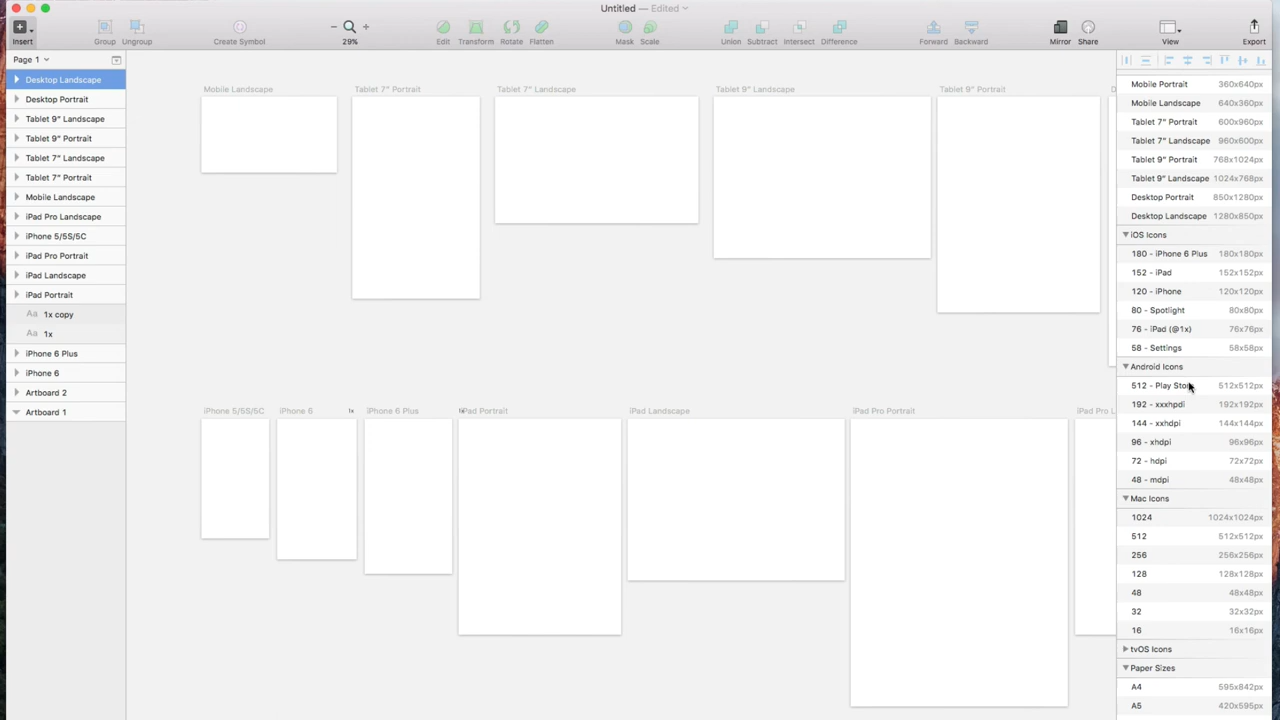 Untitled — Edited
Insert
Group
Ungroup
Create Symbol
29%
Edit
Transform
Rotate
Flatten
Mask
Scale
Union
Subtract
Intersect
Difference
Forward
Backward
Mirror
Share
View
Export
Page 1
Desktop Landscape
Desktop Portrait
Tablet 9" Landscape
Tablet 9" Portrait
Tablet 7" Landscape
Tablet 7" Portrait
Mobile Landscape
iPad Pro Landscape
iPhone 5/5S/5C
iPad Pro Portrait
iPad Landscape
iPad Portrait
Aa 1x copy
Aa 1x
iPhone 6 Plus
iPhone 6
Artboard 2
Artboard 1
Mobile Landscape
Tablet 7" Portrait
Tablet 7" Landscape
Tablet 9" Landscape
Tablet 9" Portrait
D
iPhone 5/5S/5C
iPhone 6
1x
iPhone 6 Plus
iPad Portrait
iPad Landscape
iPad Pro Portrait
iPad Pro L
Mobile Portrait 360x640px
Mobile Landscape 640x360px
Tablet 7" Portrait 600x960px
Tablet 7" Landscape 960x600px
Tablet 9" Portrait 768x1024px
Tablet 9" Landscape 1024x768px
Desktop Portrait 850x1280px
Desktop Landscape 1280x850px
iOS Icons
180 - iPhone 6 Plus 180x180px
152 - iPad 152x152px
120 - iPhone 120x120px
80 - Spotlight 80x80px
76 - iPad (@1x) 76x76px
58 - Settings 58x58px
Android Icons
512 - Play Sto 512x512px
192 - xxxhpdi 192x192px
144 - xxhdpi 144x144px
96 - xhdpi 96x96px
72 - hdpi 72x72px
48 - mdpi 48x48px
Mac Icons
1024 1024x1024px
512 512x512px
256 256x256px
128 128x128px
48 48x48px
32 32x32px
16 16x16px
tvOS Icons
Paper Sizes
A4 595x842px
A5 420x595px